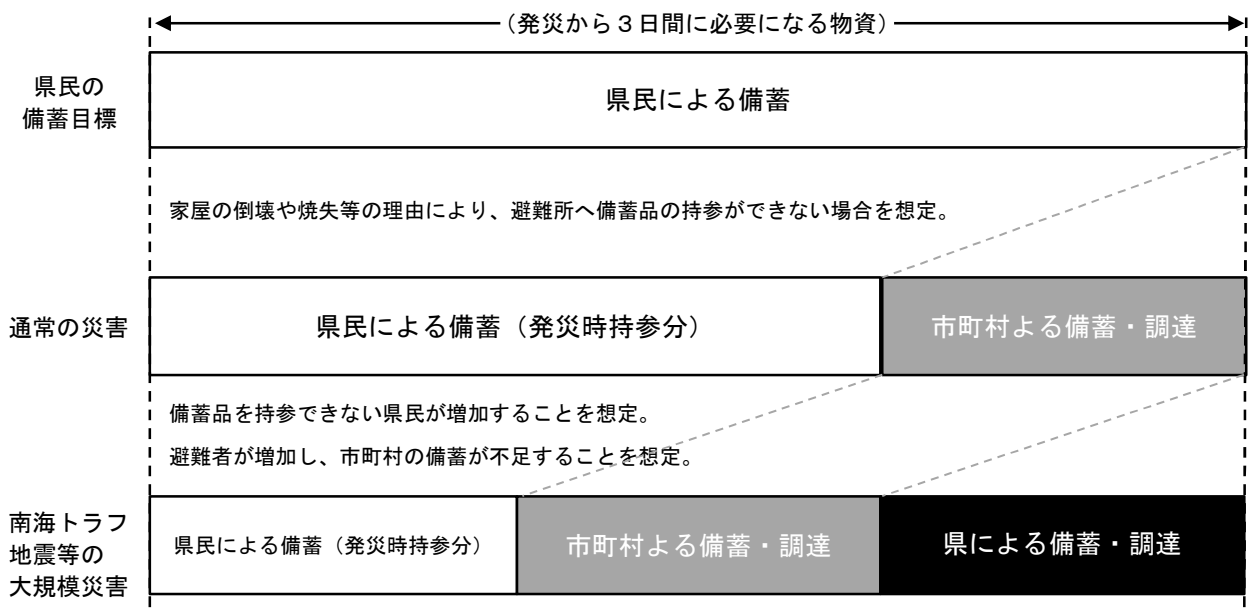 (発災から３日間に必要になる物資)
県民の
備蓄目標
県民による備蓄
家屋の倒壊や焼失等の理由により、避難所へ備蓄品の持参ができない場合を想定。
通常の災害
県民による備蓄（発災時持参分）
市町村よる備蓄・調達
備蓄品を持参できない県民が増加することを想定。
避難者が増加し、市町村の備蓄が不足することを想定。
南海トラフ
地震等の
大規模災害
県民による備蓄（発災時持参分）
市町村よる備蓄・調達
県による備蓄・調達